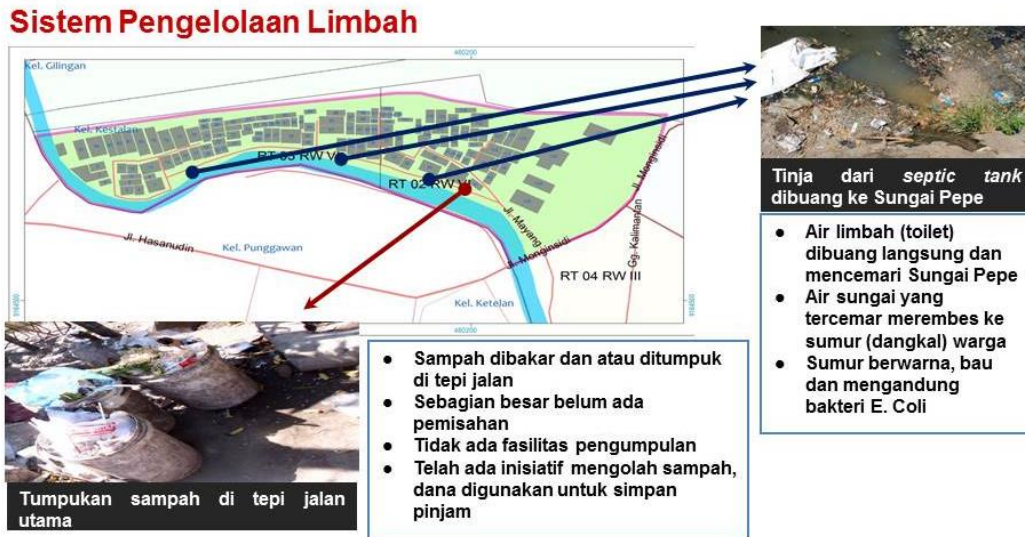 Sistem Pengelolaan Limbah
480200
Kel. Gilingan
Kel. Kestalan
RT 03 RW V
RT 02 RW VI
Jl. Mayang
Jl. Monginsidi
Jl. Monginsidi
Gg. Kalimantan
Jl. Hasanudin
Kel. Punggawan
RT 04 RW III
Kel. Ketelan
9164500
9164500
480200
Tinja dari septic tank
dibuang ke Sungai Pepe
● Air limbah (toilet)
dibuang langsung dan
mencemari Sungai Pepe
● Air sungai yang
tercemar merembes ke
sumur (dangkal) warga
● Sumur berwarna, bau
dan mengandung
bakteri E. Coli
Tumpukan sampah di tepi jalan
utama
● Sampah dibakar dan atau ditumpuk
di tepi jalan
● Sebagian besar belum ada
pemisahan
● Tidak ada fasilitas pengumpulan
● Telah ada inisiatif mengolah sampah,
dana digunakan untuk simpan
pinjam